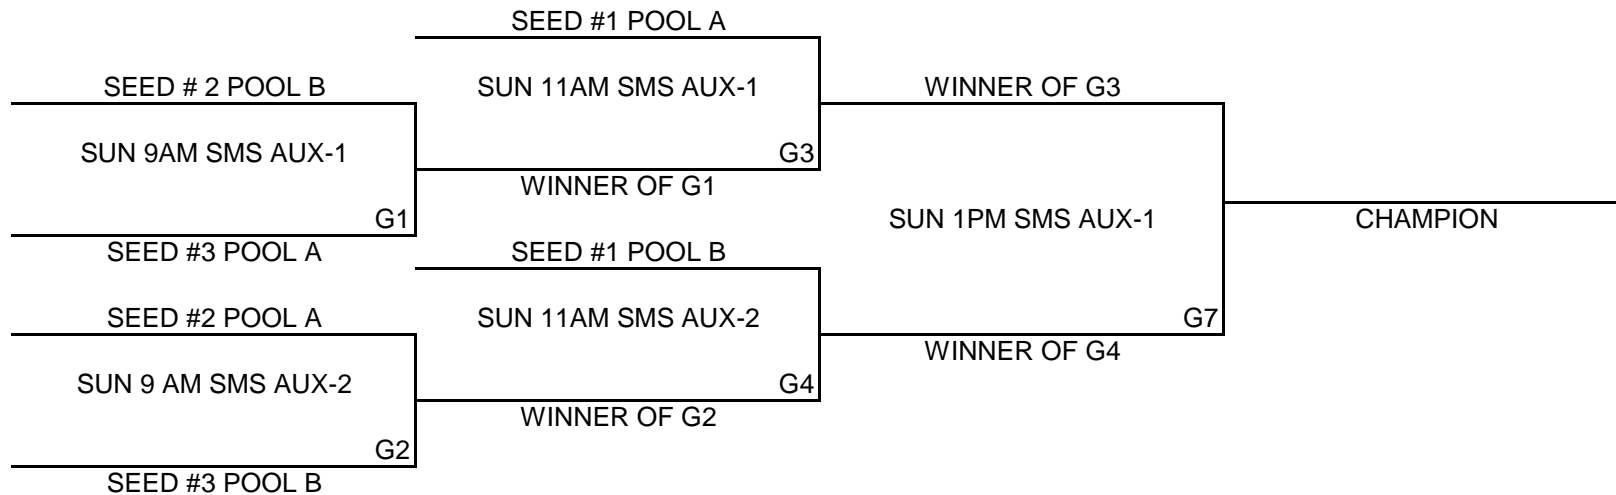 SEED #1 POOL A
SEED # 2 POOL B
SUN 11AM SMS AUX-1
WINNER OF G3
SUN 9AM SMS AUX-1
G3
WINNER OF G1
G1
SUN 1PM SMS AUX-1
CHAMPION
SEED #3 POOL A
SEED #1 POOL B
SEED #2 POOL A
SUN 11AM SMS AUX-2
G7
WINNER OF G4
SUN 9 AM SMS AUX-2
G4
WINNER OF G2
G2
SEED #3 POOL B